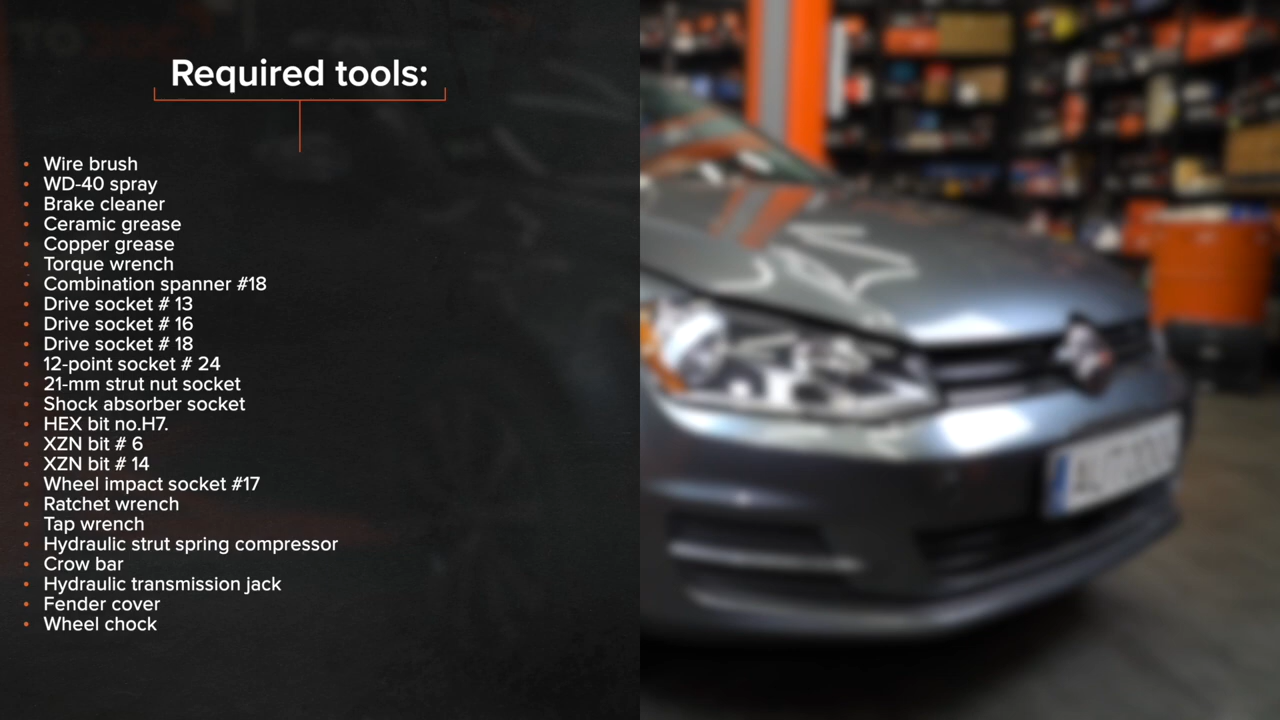 Required tools:
• Wire brush
• WD-40 spray
• Brake cleaner
• Ceramic grease
• Copper grease
• Torque wrench
• Combination spanner #18
• Drive socket # 13
• Drive socket # 16
• Drive socket # 18
• 12-point socket # 24
• 21-mm strut nut socket
• Shock absorber socket
• HEX bit no.H7.
• XZN bit # 6
• XZN bit # 14
• Wheel impact socket #17
• Ratchet wrench
• Tap wrench
• Hydraulic strut spring compressor
• Crow bar
• Hydraulic transmission jack
• Fender cover
• Wheel chock